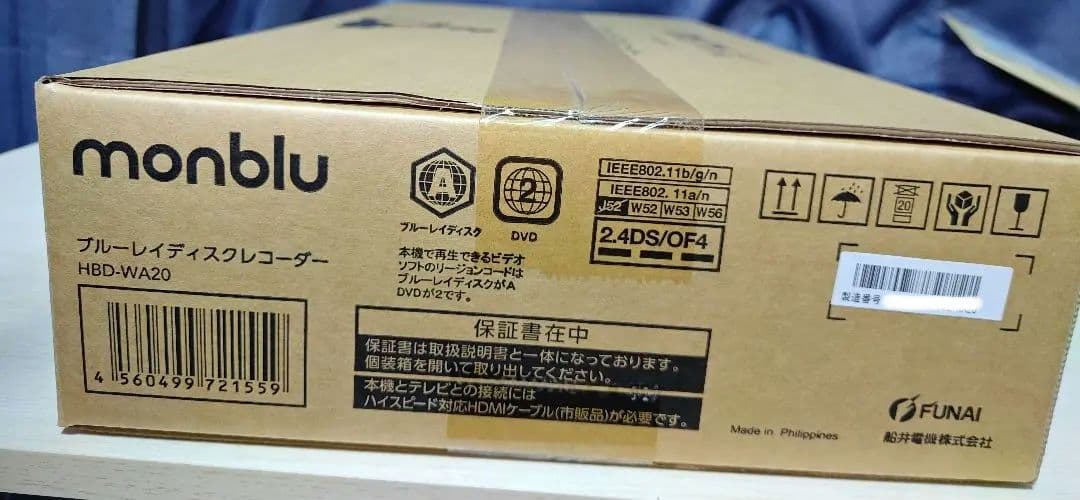 monblu
ブルーレイディスクレコーダー
HBD-WA20
4 560499 721559
A
ブルーレイディスク
2
DVD
本機で再生できるビデオ
ソフトのリージョンコードは
ブルーレイディスクがA
DVDが2です。
IEEE802.11b/g/n
IEEE802.11a/n
J52 W52 W53 W56
2.4DS/OF4
20
保証書在中
保証書は取扱説明書と一体になっております。
個装箱を開いて取り出してください。
本機とテレビとの接続には
ハイスピード対応HDMIケーブル(市販品)が必要です。
製造番号
Made in Philippines
FUNAI
船井電機株式会社